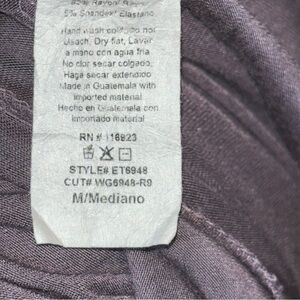 5% Spandex/ Elastano
Hand wash cold, do not
bleach, Dry flat, Lavar
a mano con agua fria
No clor secar colgado,
Haga secar extendido
Made in Guatemala with
imported material
Hecho en Guatemala con
importado material
RN # 116923
STYLE# ET6948
CUT# WG6948-R9
M/Mediano